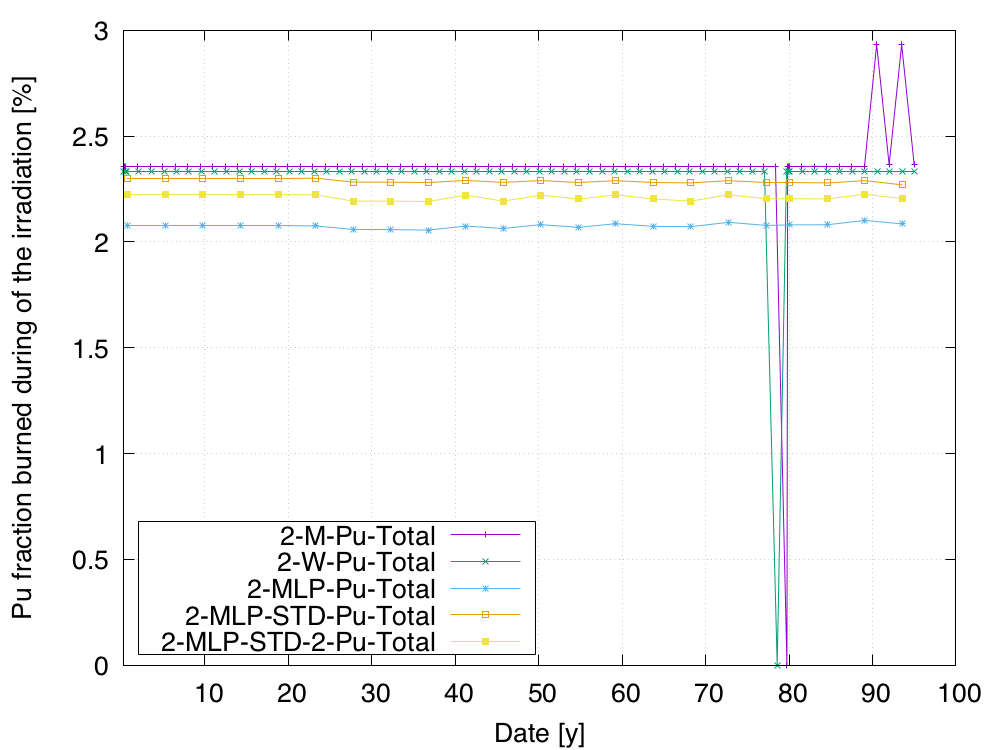 Pu fraction burned during of the irradiation [%]
3
2.5
2
1.5
1
0.5
0
2-M-Pu-Total
2-W-Pu-Total
2-MLP-Pu-Total
2-MLP-STD-Pu-Total
2-MLP-STD-2-Pu-Total
10 20 30 40 50 60 70 80 90 100
Date [y]